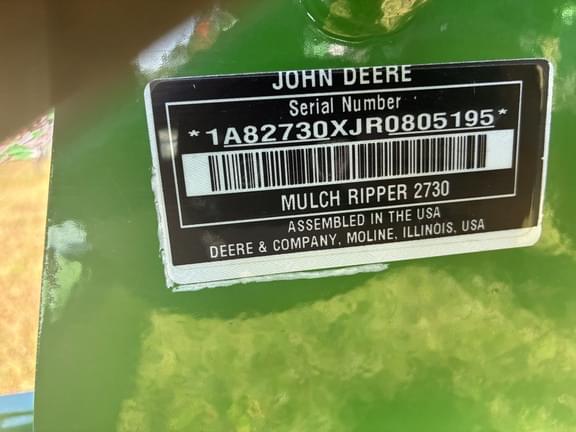 JOHN DEERE
Serial Number
*1A82730XJR0805195*
MULCH RIPPER 2730
ASSEMBLED IN THE USA
DEERE & COMPANY, MOLINE, ILLINOIS, USA